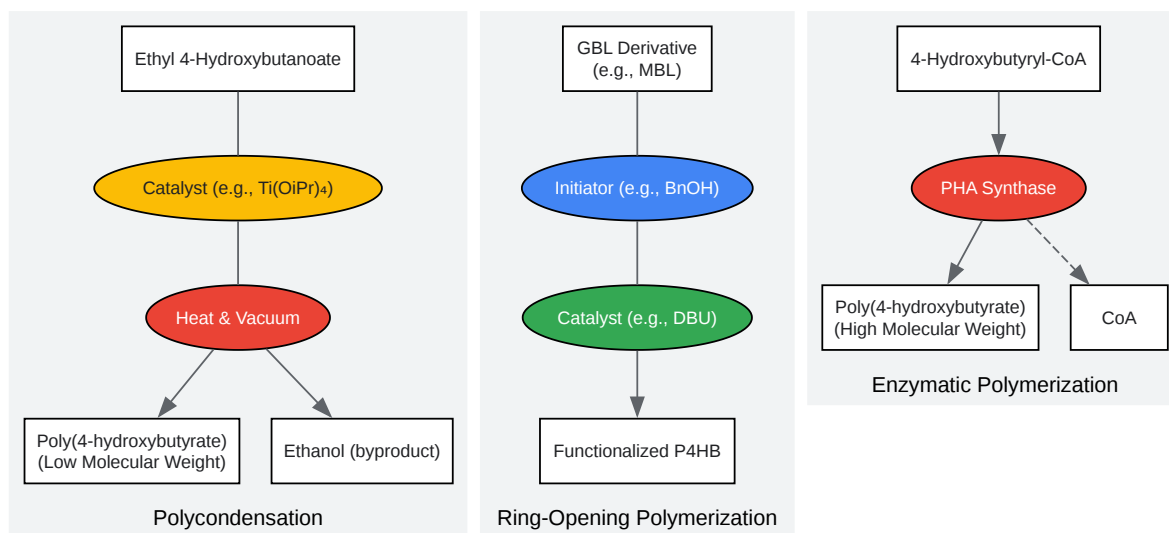 Ethyl 4-Hydroxybutanoate
Catalyst (e.g., Ti(OiPr)₄)
Heat & Vacuum
Poly(4-hydroxybutyrate)
(Low Molecular Weight)
Ethanol (byproduct)
Polycondensation
GBL Derivative
(e.g., MBL)
Initiator (e.g., BnOH)
Catalyst (e.g., DBU)
Functionalized P4HB
Ring-Opening Polymerization
4-Hydroxybutyryl-CoA
PHA Synthase
Poly(4-hydroxybutyrate)
(High Molecular Weight)
CoA
Enzymatic Polymerization